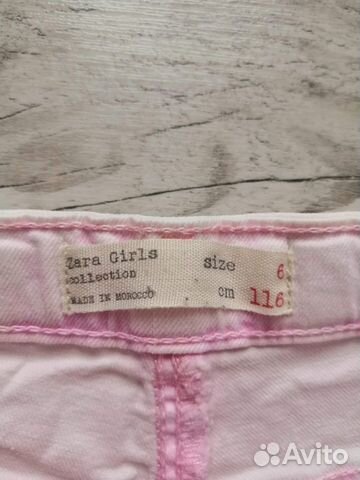 Zara Girls
collection
MADE IN MOROCCO
size 6
cm 116
Avito